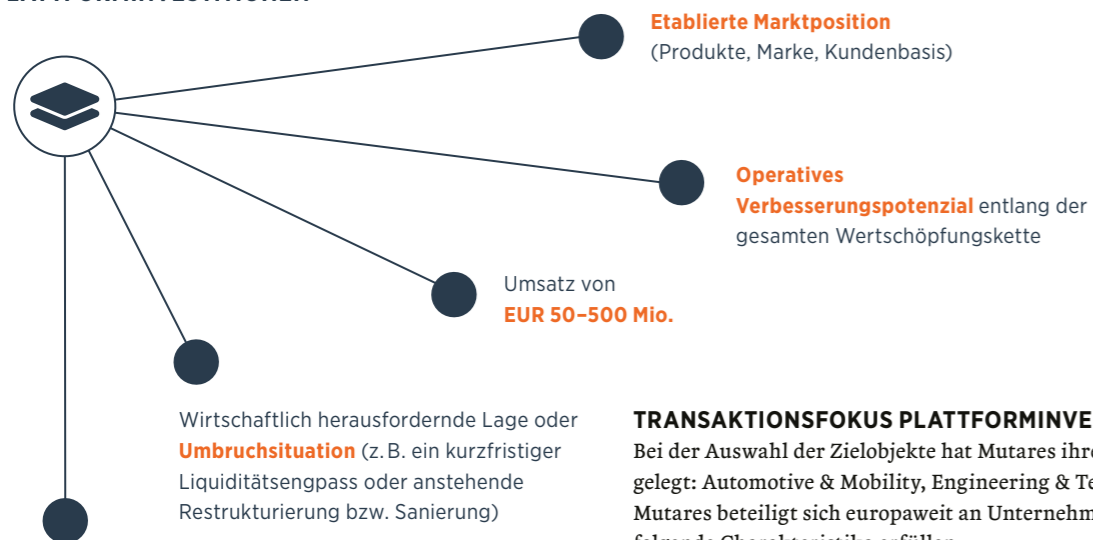 Etablierte Marktposition
(Produkte, Marke, Kundenbasis)
Operatives
Verbesserungspotenzial entlang der
gesamten Wertschöpfungskette
Umsatz von
EUR 50–500 Mio.
Wirtschaftlich herausfordernde Lage oder
Umbruchsituation (z. B. ein kurzfristiger
Liquiditätsengpass oder anstehende
Restrukturierung bzw. Sanierung)
TRANSAKTIONSFOKUS PLATTFORMINVE
Bei der Auswahl der Zielobjekte hat Mutares ihre
gelegt: Automotive & Mobility, Engineering & Te
Mutares beteiligt sich europaweit an Unternehm